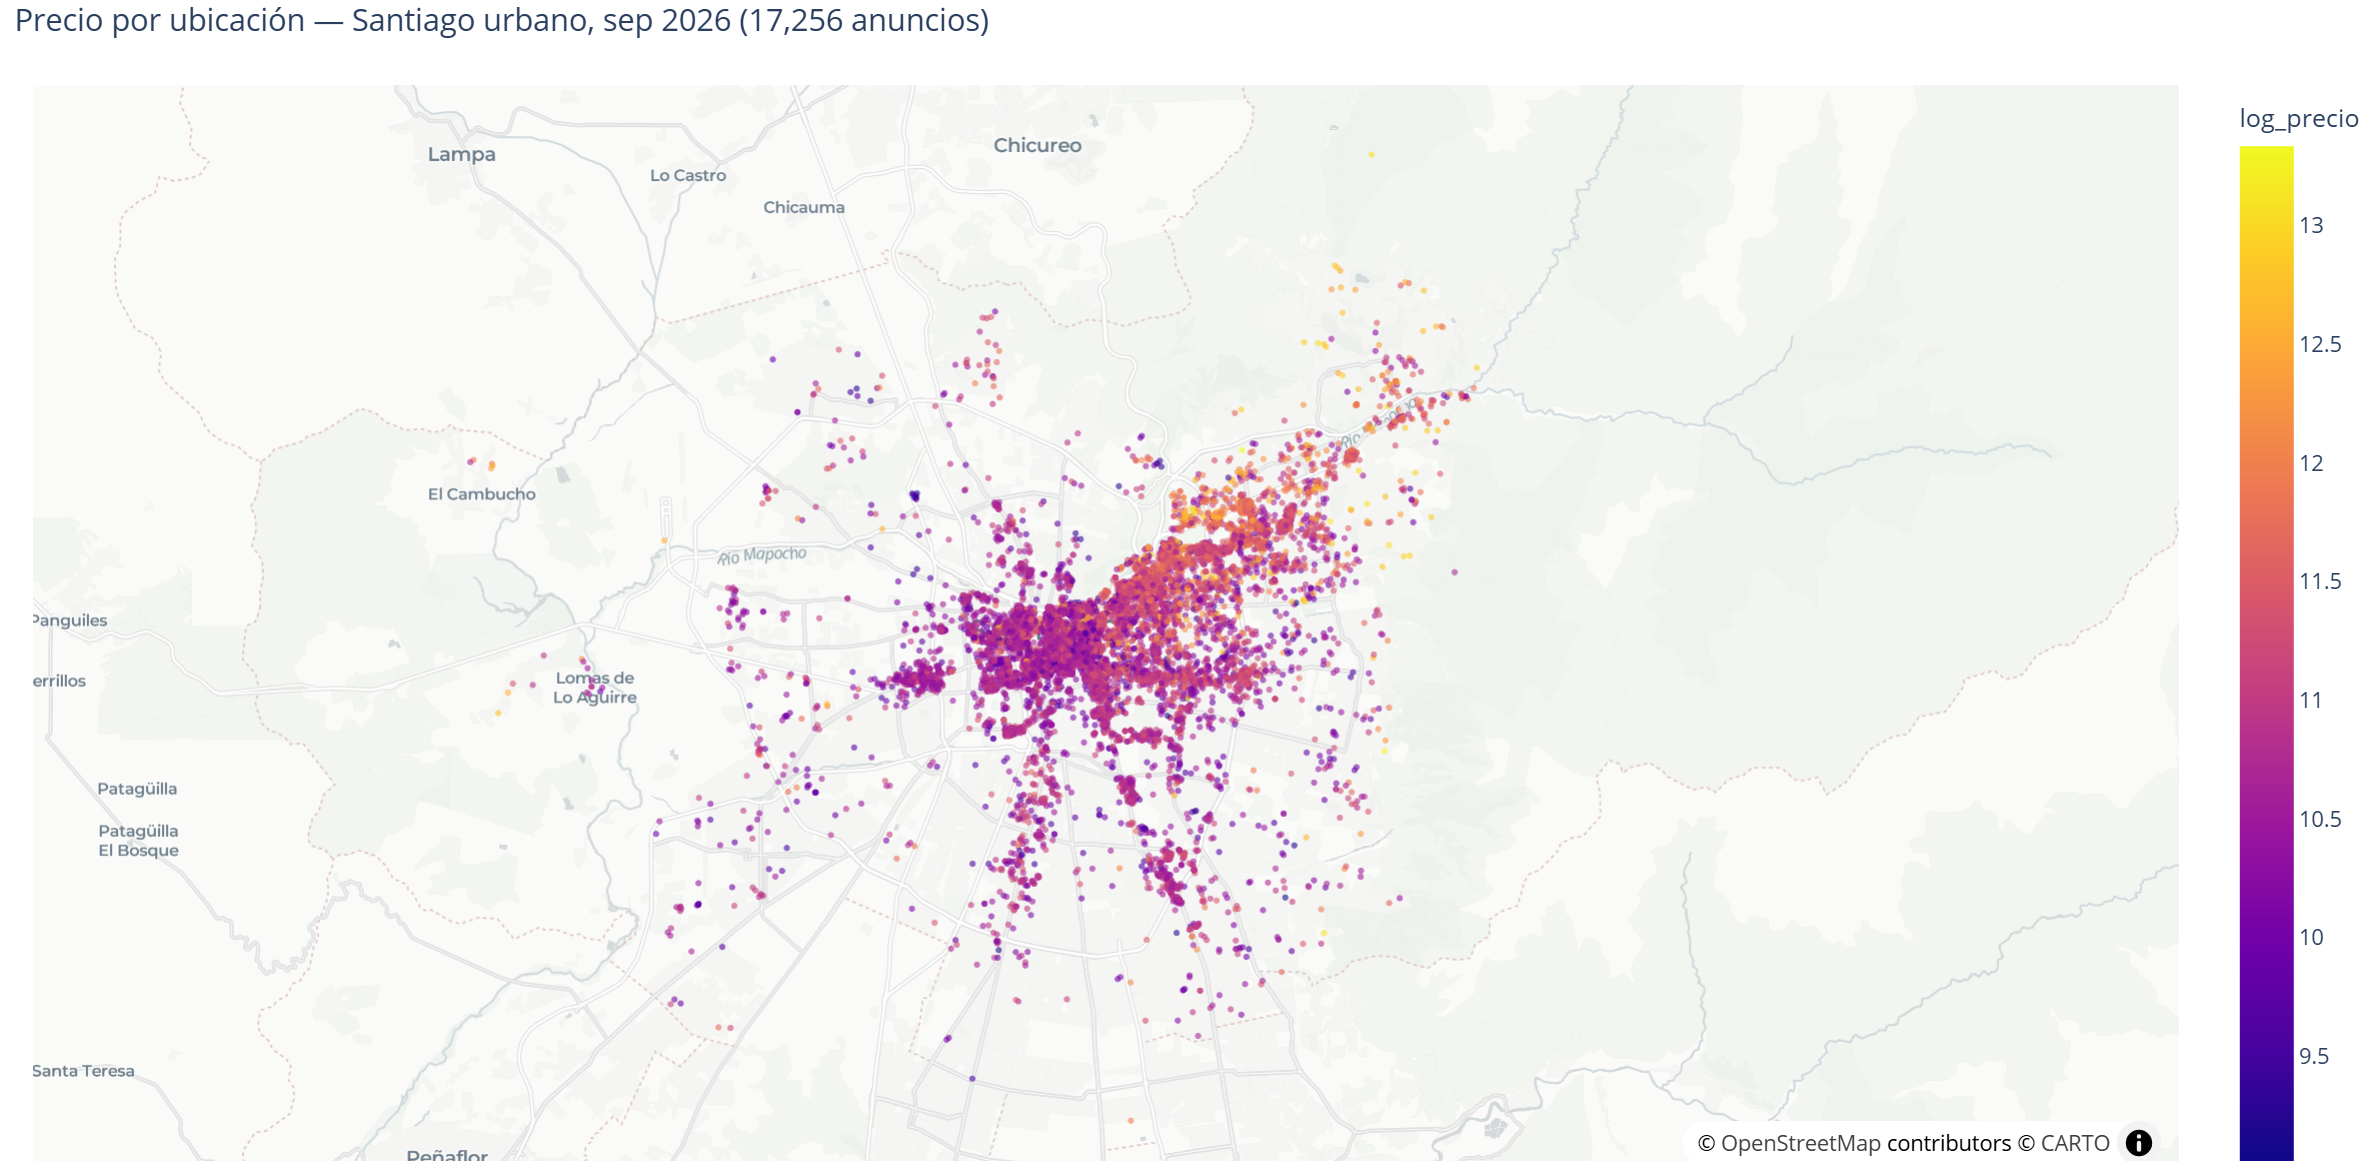 Precio por ubicación — Santiago urbano, sep 2026 (17,256 anuncios)
log_precio
13
12.5
12
11.5
11
10.5
10
9.5
Lampa
Chicureo
Lo Castro
Chicauma
Río Mapocho
El Cambucho
Río Mapocho
Panguiles
errillos
Lomas de
Lo Aguirre
Patagüilla
Patagüilla
El Bosque
Santa Teresa
Peñaflor
© OpenStreetMap contributors © CARTO